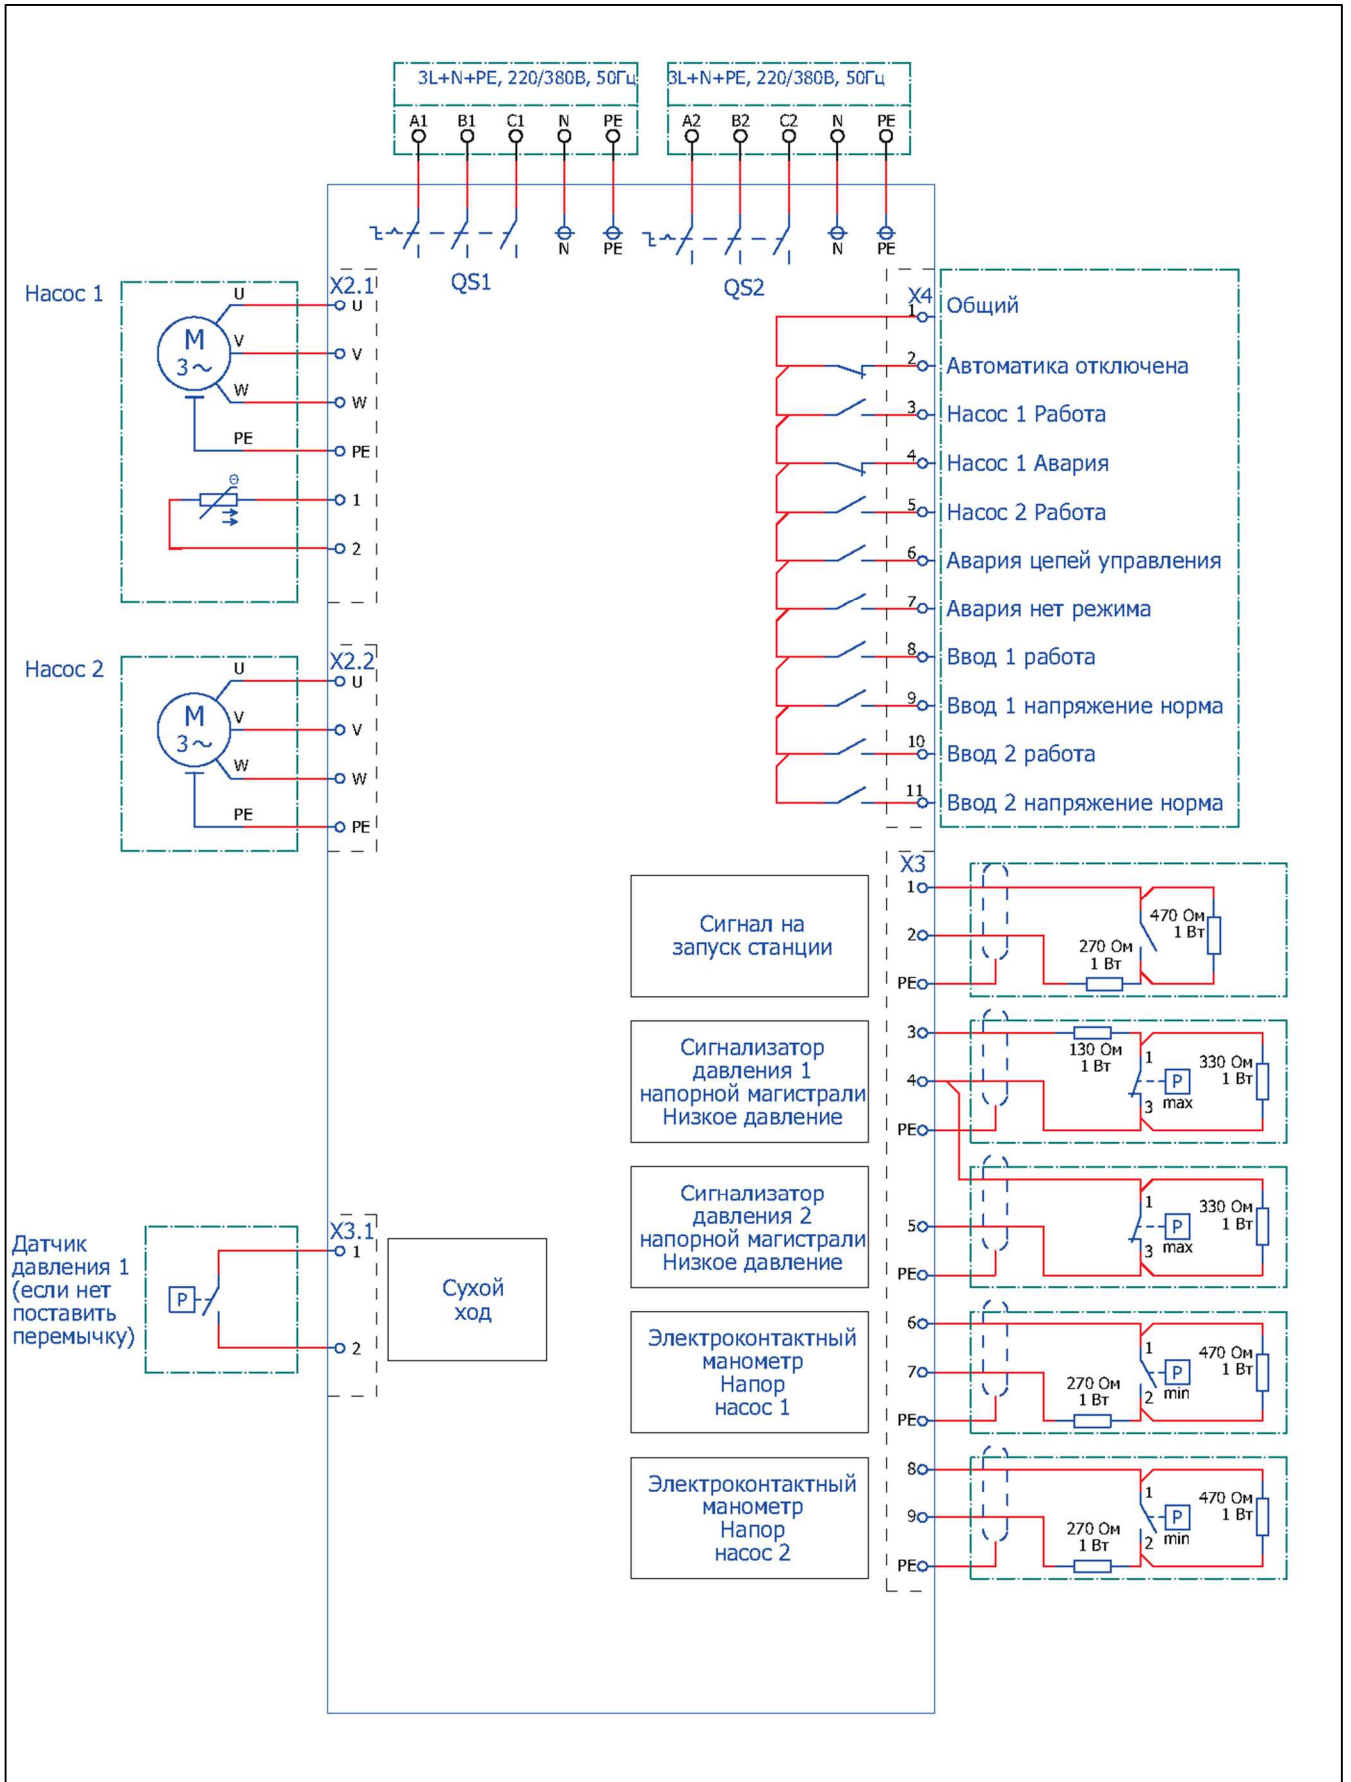 3L+N+PE, 220/380В, 50Гц
3L+N+PE, 220/380В, 50Гц
A1 B1 C1 N PE
A2 B2 C2 N PE
N PE
N PE
QS1
QS2
Насос 1
M
3~
U
V
W
PE
X2.1
U
V
W
PE
1
2
θ
Насос 2
M
3~
U
V
W
PE
X2.2
U
V
W
PE
X4
1 Общий
2 Автоматика отключена
3 Насос 1 Работа
4 Насос 1 Авария
5 Насос 2 Работа
6 Авария цепей управления
7 Авария нет режима
8 Ввод 1 работа
9 Ввод 1 напряжение норма
10 Ввод 2 работа
11 Ввод 2 напряжение норма
X3
Сигнал на
запуск станции
1
2
PE
270 Ом
1 Вт
470 Ом
1 Вт
Сигнализатор
давления 1
напорной магистрали
Низкое давление
3
4
PE
130 Ом
1 Вт
1
3
P
max
330 Ом
1 Вт
Сигнализатор
давления 2
напорной магистрали
Низкое давление
5
PE
1
3
P
max
330 Ом
1 Вт
Датчик
давления 1
(если нет
поставить
перемычку)
P
X3.1
1
2
Сухой
ход
Электроконтактный
манометр
Напор
насос 1
6
7
PE
270 Ом
1 Вт
1
2
P
min
470 Ом
1 Вт
Электроконтактный
манометр
Напор
насос 2
8
9
PE
270 Ом
1 Вт
1
2
P
min
470 Ом
1 Вт